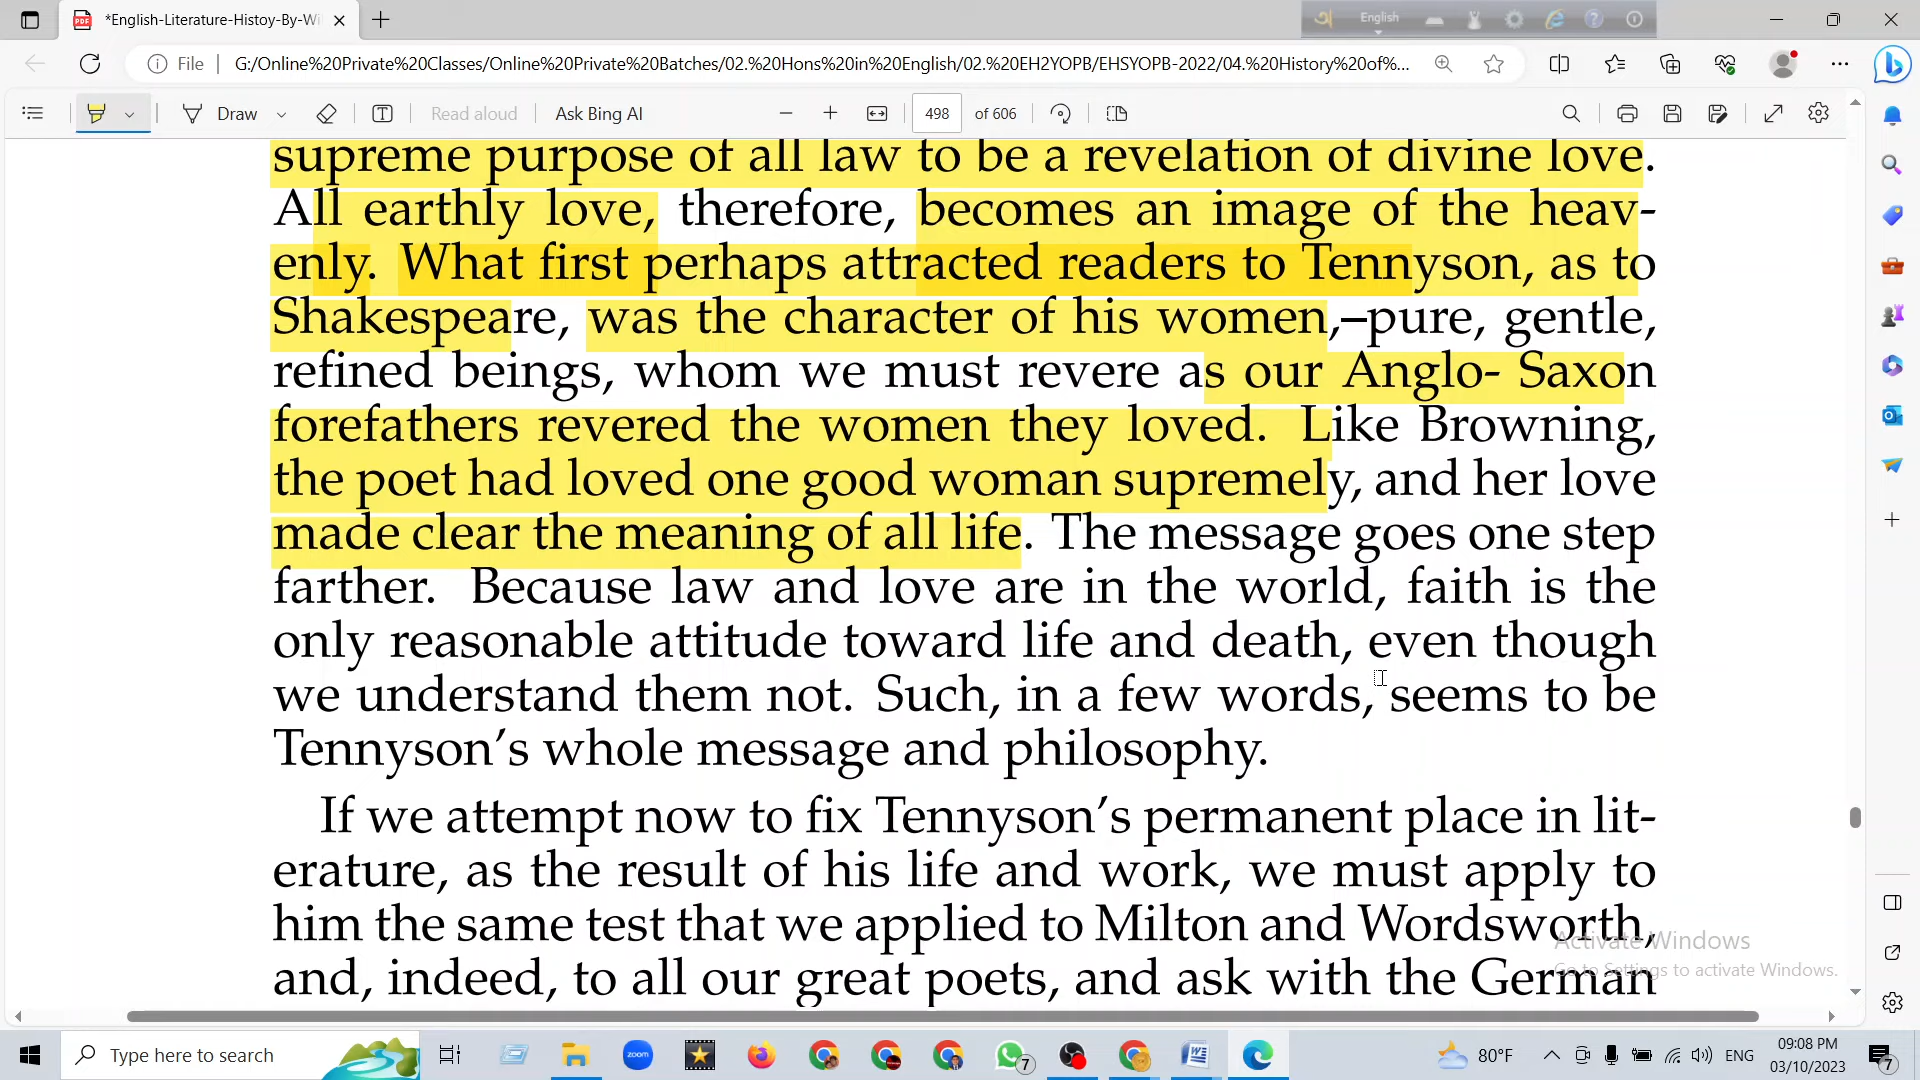 *English-Literature-Histoy-By-Wi
English
File
G:/Online%20Private%20Classes/Online%20Private%20Batches/02.%20Hons%20in%20English/02.%20EH2YOPB/EHSYOPB-2022/04.%20History%20of%...
Draw
Read aloud
Ask Bing AI
498 of 606
supreme purpose of all law to be a revelation of divine love.
All earthly love, therefore, becomes an image of the heav-
enly. What first perhaps attracted readers to Tennyson, as to
Shakespeare, was the character of his women,–pure, gentle,
refined beings, whom we must revere as our Anglo- Saxon
forefathers revered the women they loved. Like Browning,
the poet had loved one good woman supremely, and her love
made clear the meaning of all life. The message goes one step
farther. Because law and love are in the world, faith is the
only reasonable attitude toward life and death, even though
we understand them not. Such, in a few words, seems to be
Tennyson's whole message and philosophy.
If we attempt now to fix Tennyson's permanent place in lit-
erature, as the result of his life and work, we must apply to
him the same test that we applied to Milton and Wordsworth,
and, indeed, to all our great poets, and ask with the German
Activate Windows
Go to Settings to activate Windows.
Type here to search
zoom
7
80°F
ENG
09:08 PM
03/10/2023
7